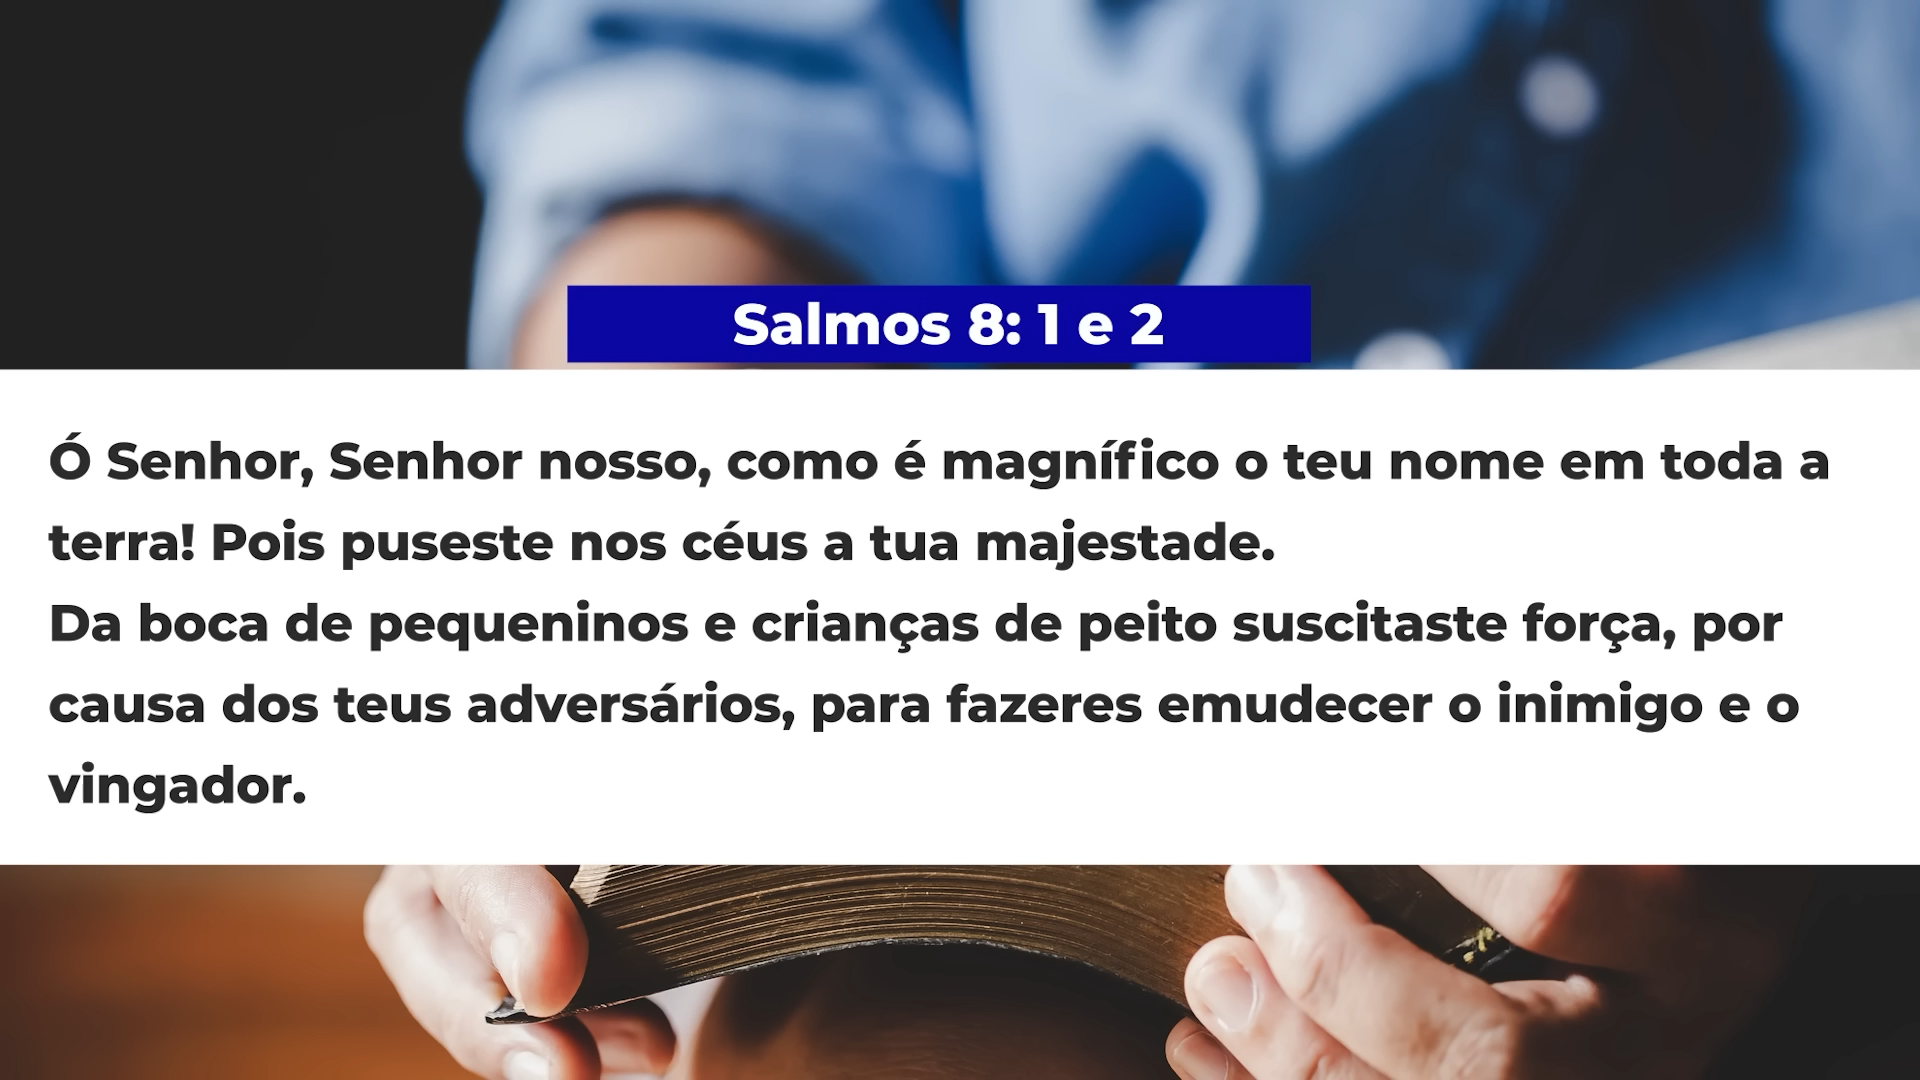 Salmos 8: 1 e 2
Ó Senhor, Senhor nosso, como é magnífico o teu nome em toda a
terra! Pois puseste nos céus a tua majestade.
Da boca de pequeninos e crianças de peito suscitaste força, por
causa dos teus adversários, para fazeres emudecer o inimigo e o
vingador.